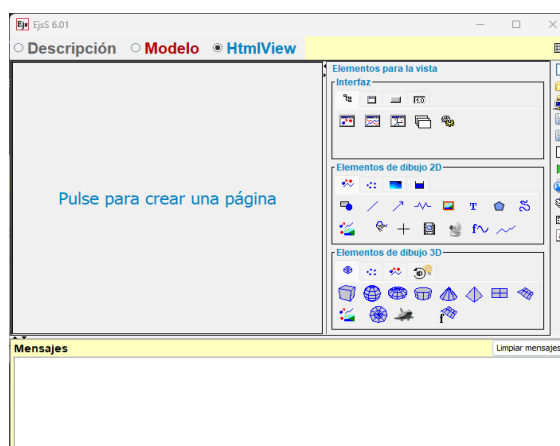 EjsS 6.01
Descripción Modelo HtmlView
Elementos para la vista
Interfaz
Pulse para crear una página
Elementos de dibujo 2D
T
f
Elementos de dibujo 3D
3D
f
Mensajes
Limpiar mensajes